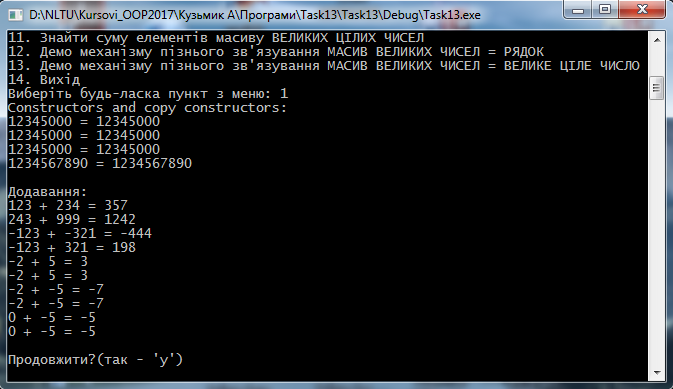 D:\NLTU\Kursovi_OOP2017\Кузьмик А\Програми\Task13\Task13\Debug\Task13.exe
11. Знайти суму елементів масиву ВЕЛИКИХ ЦІЛИХ ЧИСЕЛ
12. Демо механізму пізнього зв'язування МАСИВ ВЕЛИКИХ ЧИСЕЛ = РЯДОК
13. Демо механізму пізнього зв'язування МАСИВ ВЕЛИКИХ ЧИСЕЛ = ВЕЛИКЕ ЦІЛЕ ЧИСЛО
14. Вихід
Виберіть будь-ласка пункт з меню: 1
Constructors and copy constructors:
12345000 = 12345000
12345000 = 12345000
12345000 = 12345000
1234567890 = 1234567890
Додавання:
123 + 234 = 357
243 + 999 = 1242
-123 + -321 = -444
-123 + 321 = 198
-2 + 5 = 3
-2 + 5 = 3
-2 + -5 = -7
-2 + -5 = -7
0 + -5 = -5
0 + -5 = -5
Продовжити?(так - 'y')